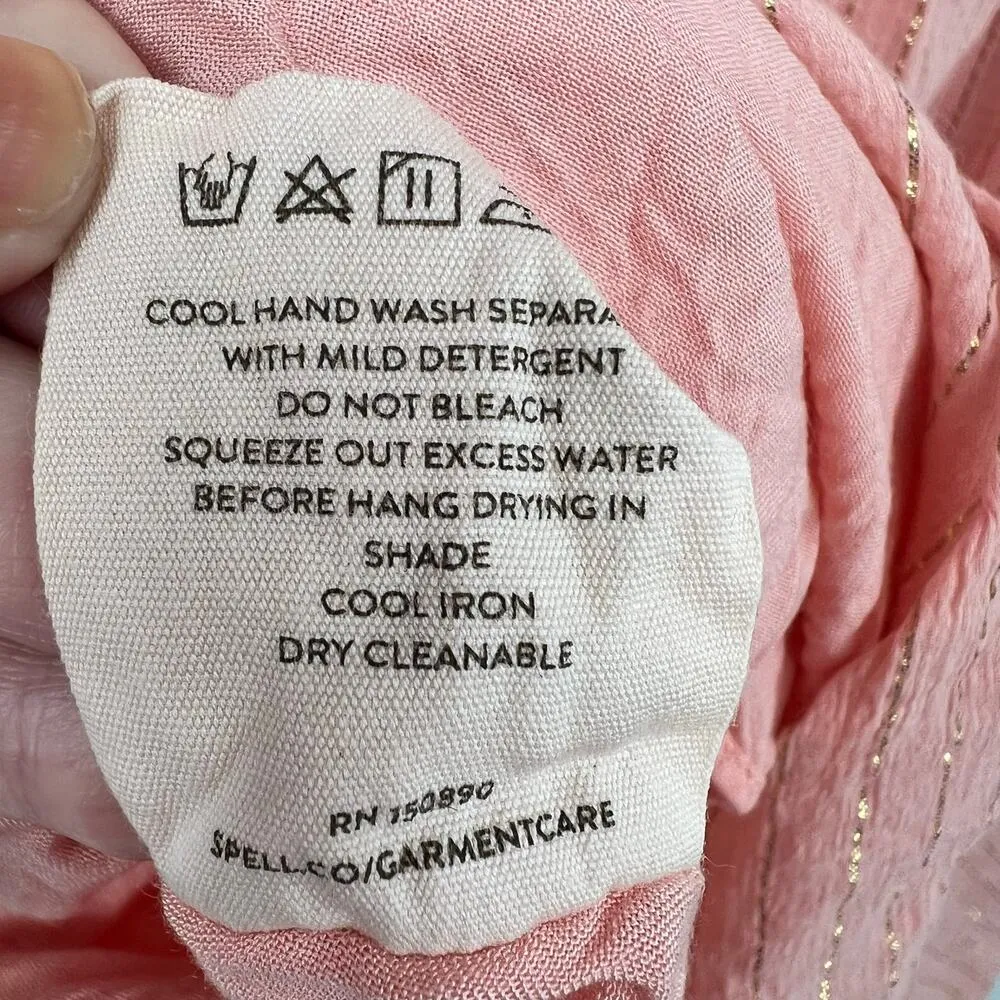 COOL HAND WASH SEPARA
WITH MILD DETERGENT
DO NOT BLEACH
SQUEEZE OUT EXCESS WATER
BEFORE HANG DRYING IN
SHADE
COOL IRON
DRY CLEANABLE
RN 150890
SPELL.CO/GARMENTCARE